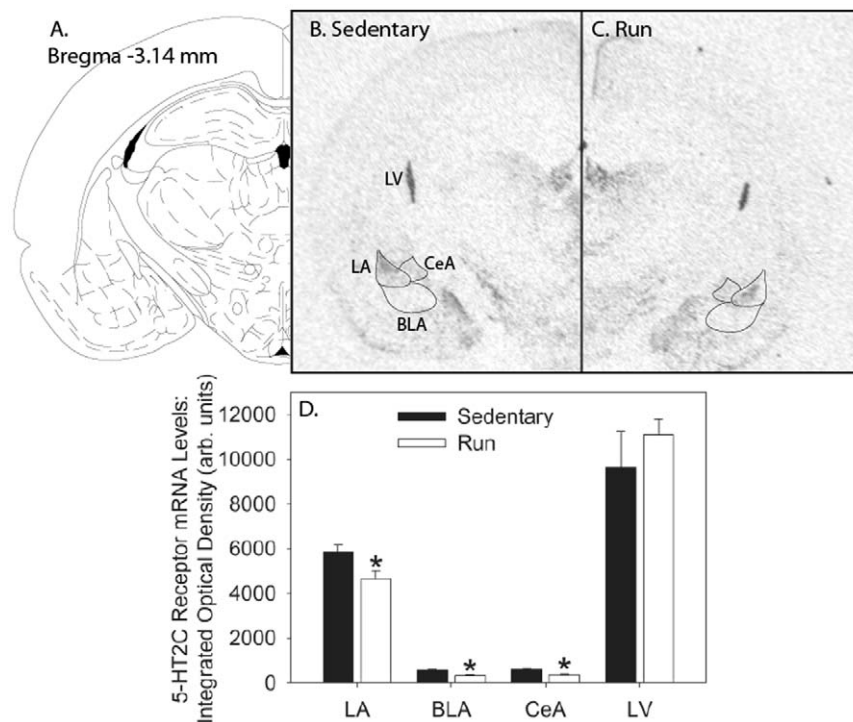 A.
Bregma -3.14 mm
B. Sedentary
C. Run
LV
LA
CeA
BLA
D.
5-HT2C Receptor mRNA Levels:
Integrated Optical Density (arb. units)
12000
10000
8000
6000
4000
2000
0
Sedentary
Run
*
*
*
LA
BLA
CeA
LV